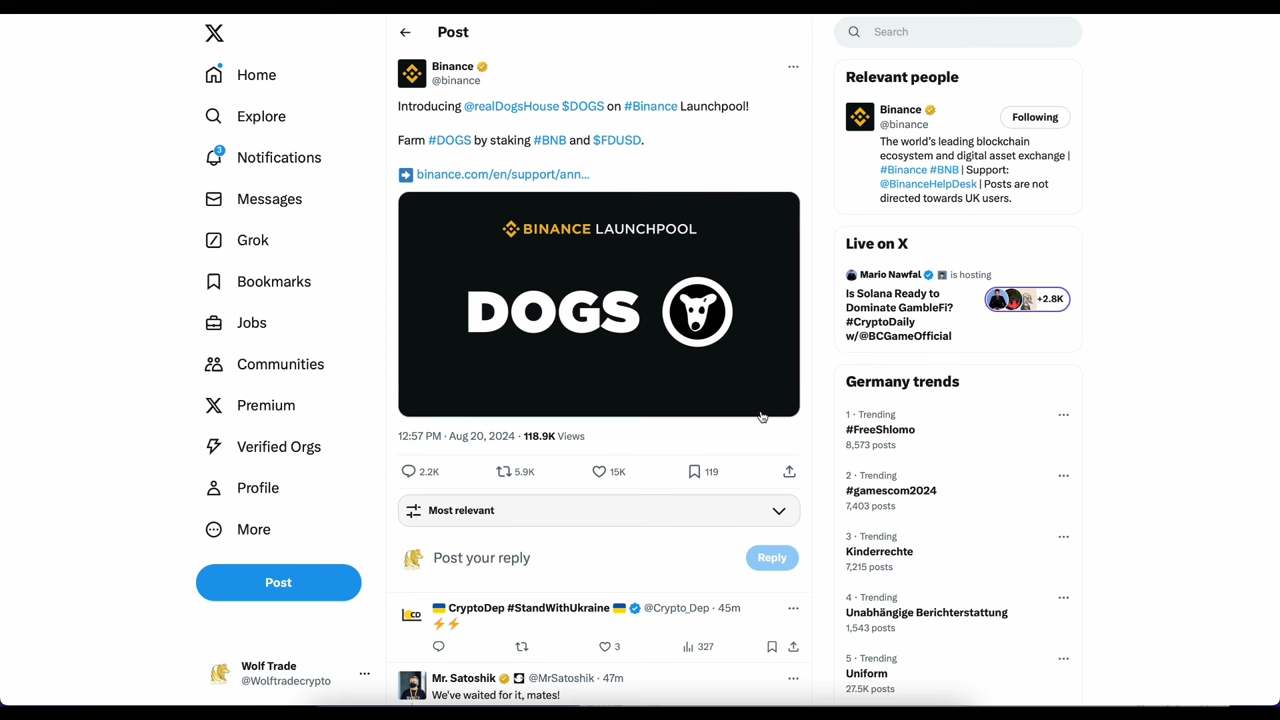 Home
Explore
3
Notifications
Messages
Grok
Bookmarks
Jobs
Communities
Premium
Verified Orgs
Profile
More
Post
Wolf Trade
@Wolftradecrypto
Post
Binance
@binance
Introducing @realDogsHouse $DOGS on #Binance Launchpool!
Farm #DOGS by staking #BNB and $FDUSD.
➡️ binance.com/en/support/ann...
BINANCE LAUNCHPOOL
DOGS
12:57 PM · Aug 20, 2024 · 118.9K Views
2.2K 5.9K 15K 119
Most relevant
Post your reply
Reply
CD
🇺🇦 CryptoDep #StandWithUkraine 🇺🇦 @Crypto_Dep · 45m
⚡⚡
3 327
Mr. Satoshik @MrSatoshik · 47m
We've waited for it, mates!
Search
Relevant people
Binance
@binance
Following
The world's leading blockchain
ecosystem and digital asset exchange |
#Binance #BNB | Support:
@BinanceHelpDesk | Posts are not
directed towards UK users.
Live on X
Mario Nawfal is hosting
Is Solana Ready to
Dominate GambleFi?
#CryptoDaily
w/@BCGameOfficial
+2.8K
Germany trends
1 · Trending
#FreeShlomo
8,573 posts
2 · Trending
#gamescom2024
7,403 posts
3 · Trending
Kinderrechte
7,215 posts
4 · Trending
Unabhängige Berichterstattung
1,543 posts
5 · Trending
Uniform
27.5K posts